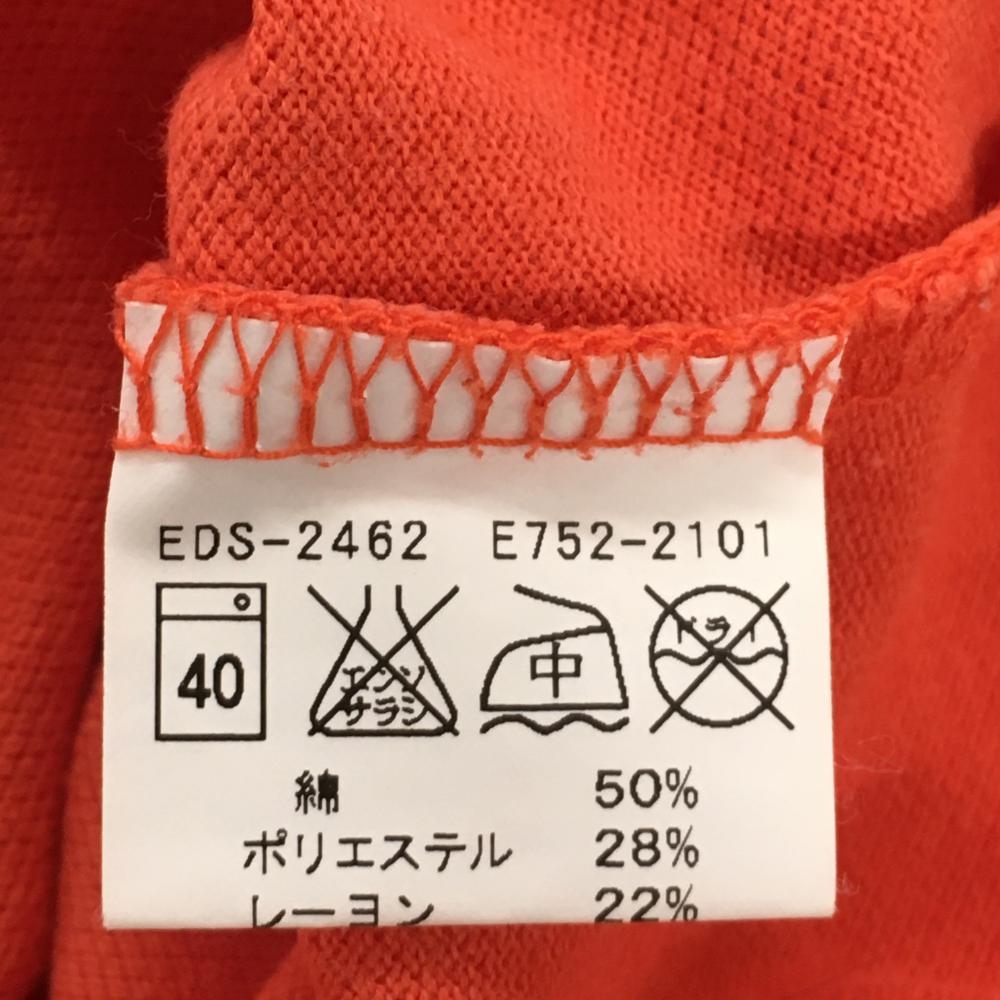 EDS-2462 E752-2101
40 エンソ 中 ドライ
サラシ
綿 50%
ポリエステル 28%
レーヨン 22%